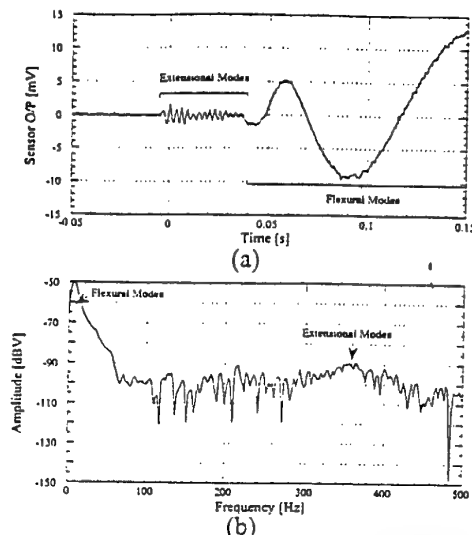 15
10
5
0
-5
-10
-15
Sensor O/P [mV]
Extensional Modes
Flexural Modes
-0.05
0
0.05
0.1
0.15
Time [s]
(a)
-50
-70
-90
-110
-130
-150
Amplitude [dBV]
Flexural Modes
Extensional Modes
0
100
200
300
400
500
Frequency [Hz]
(b)